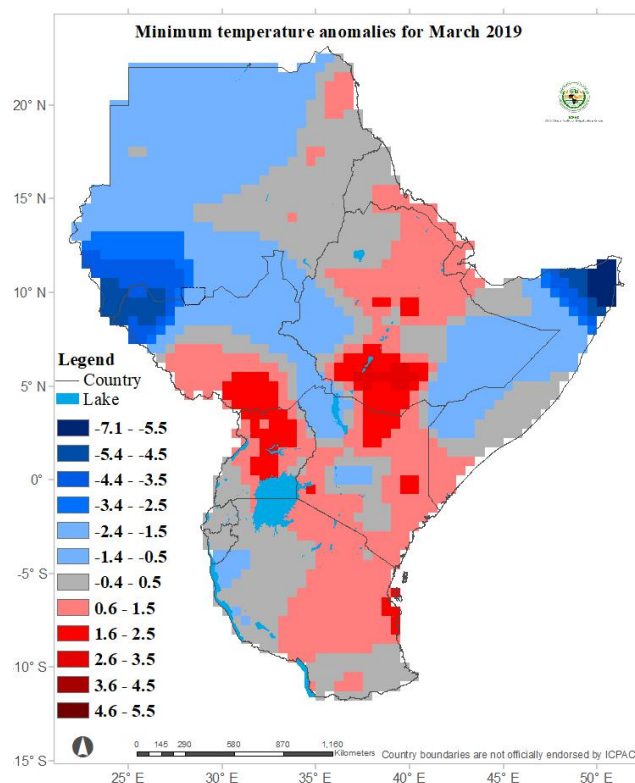 Minimum temperature anomalies for March 2019
20° N
15° N
10° N
5° N
0°
5° S
10° S
15° S
Legend
Country
Lake
-7.1 - -5.5
-5.4 - -4.5
-4.4 - -3.5
-3.4 - -2.5
-2.4 - -1.5
-1.4 - -0.5
-0.4 - 0.5
0.6 - 1.5
1.6 - 2.5
2.6 - 3.5
3.6 - 4.5
4.6 - 5.5
0 145 290 580 870 1,160
Kilometers
Country boundaries are not officially endorsed by ICPAC
25° E 30° E 35° E 40° E 45° E 50° E